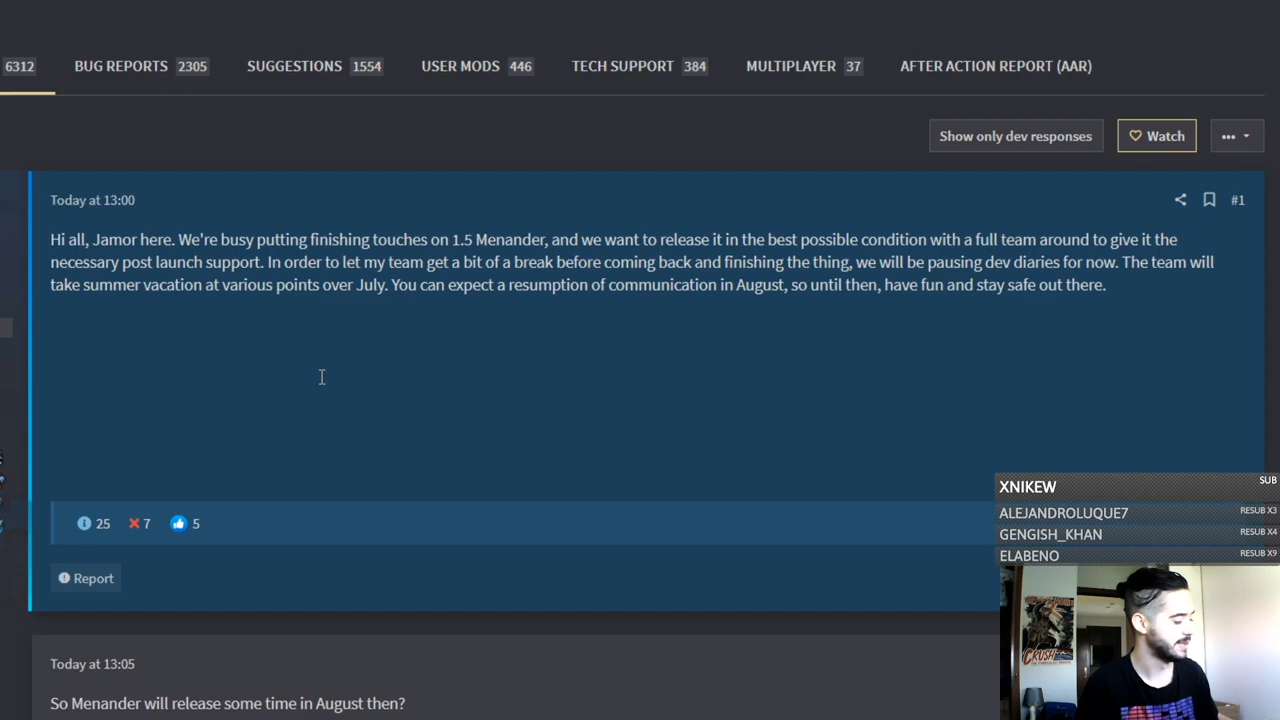 6312 BUG REPORTS 2305 SUGGESTIONS 1554 USER MODS 446 TECH SUPPORT 384 MULTIPLAYER 37 AFTER ACTION REPORT (AAR)
Show only dev responses Watch
Today at 13:00 #1
Hi all, Jamor here. We're busy putting finishing touches on 1.5 Menander, and we want to release it in the best possible condition with a full team around to give it the
necessary post launch support. In order to let my team get a bit of a break before coming back and finishing the thing, we will be pausing dev diaries for now. The team will
take summer vacation at various points over July. You can expect a resumption of communication in August, so until then, have fun and stay safe out there.
25 7 5
Report
XNIKEW SUB
ALEJANDROLUQUE7 RESUB X3
GENGISH_KHAN RESUB X4
ELABENO RESUB X9
CRUSH
Today at 13:05
So Menander will release some time in August then?